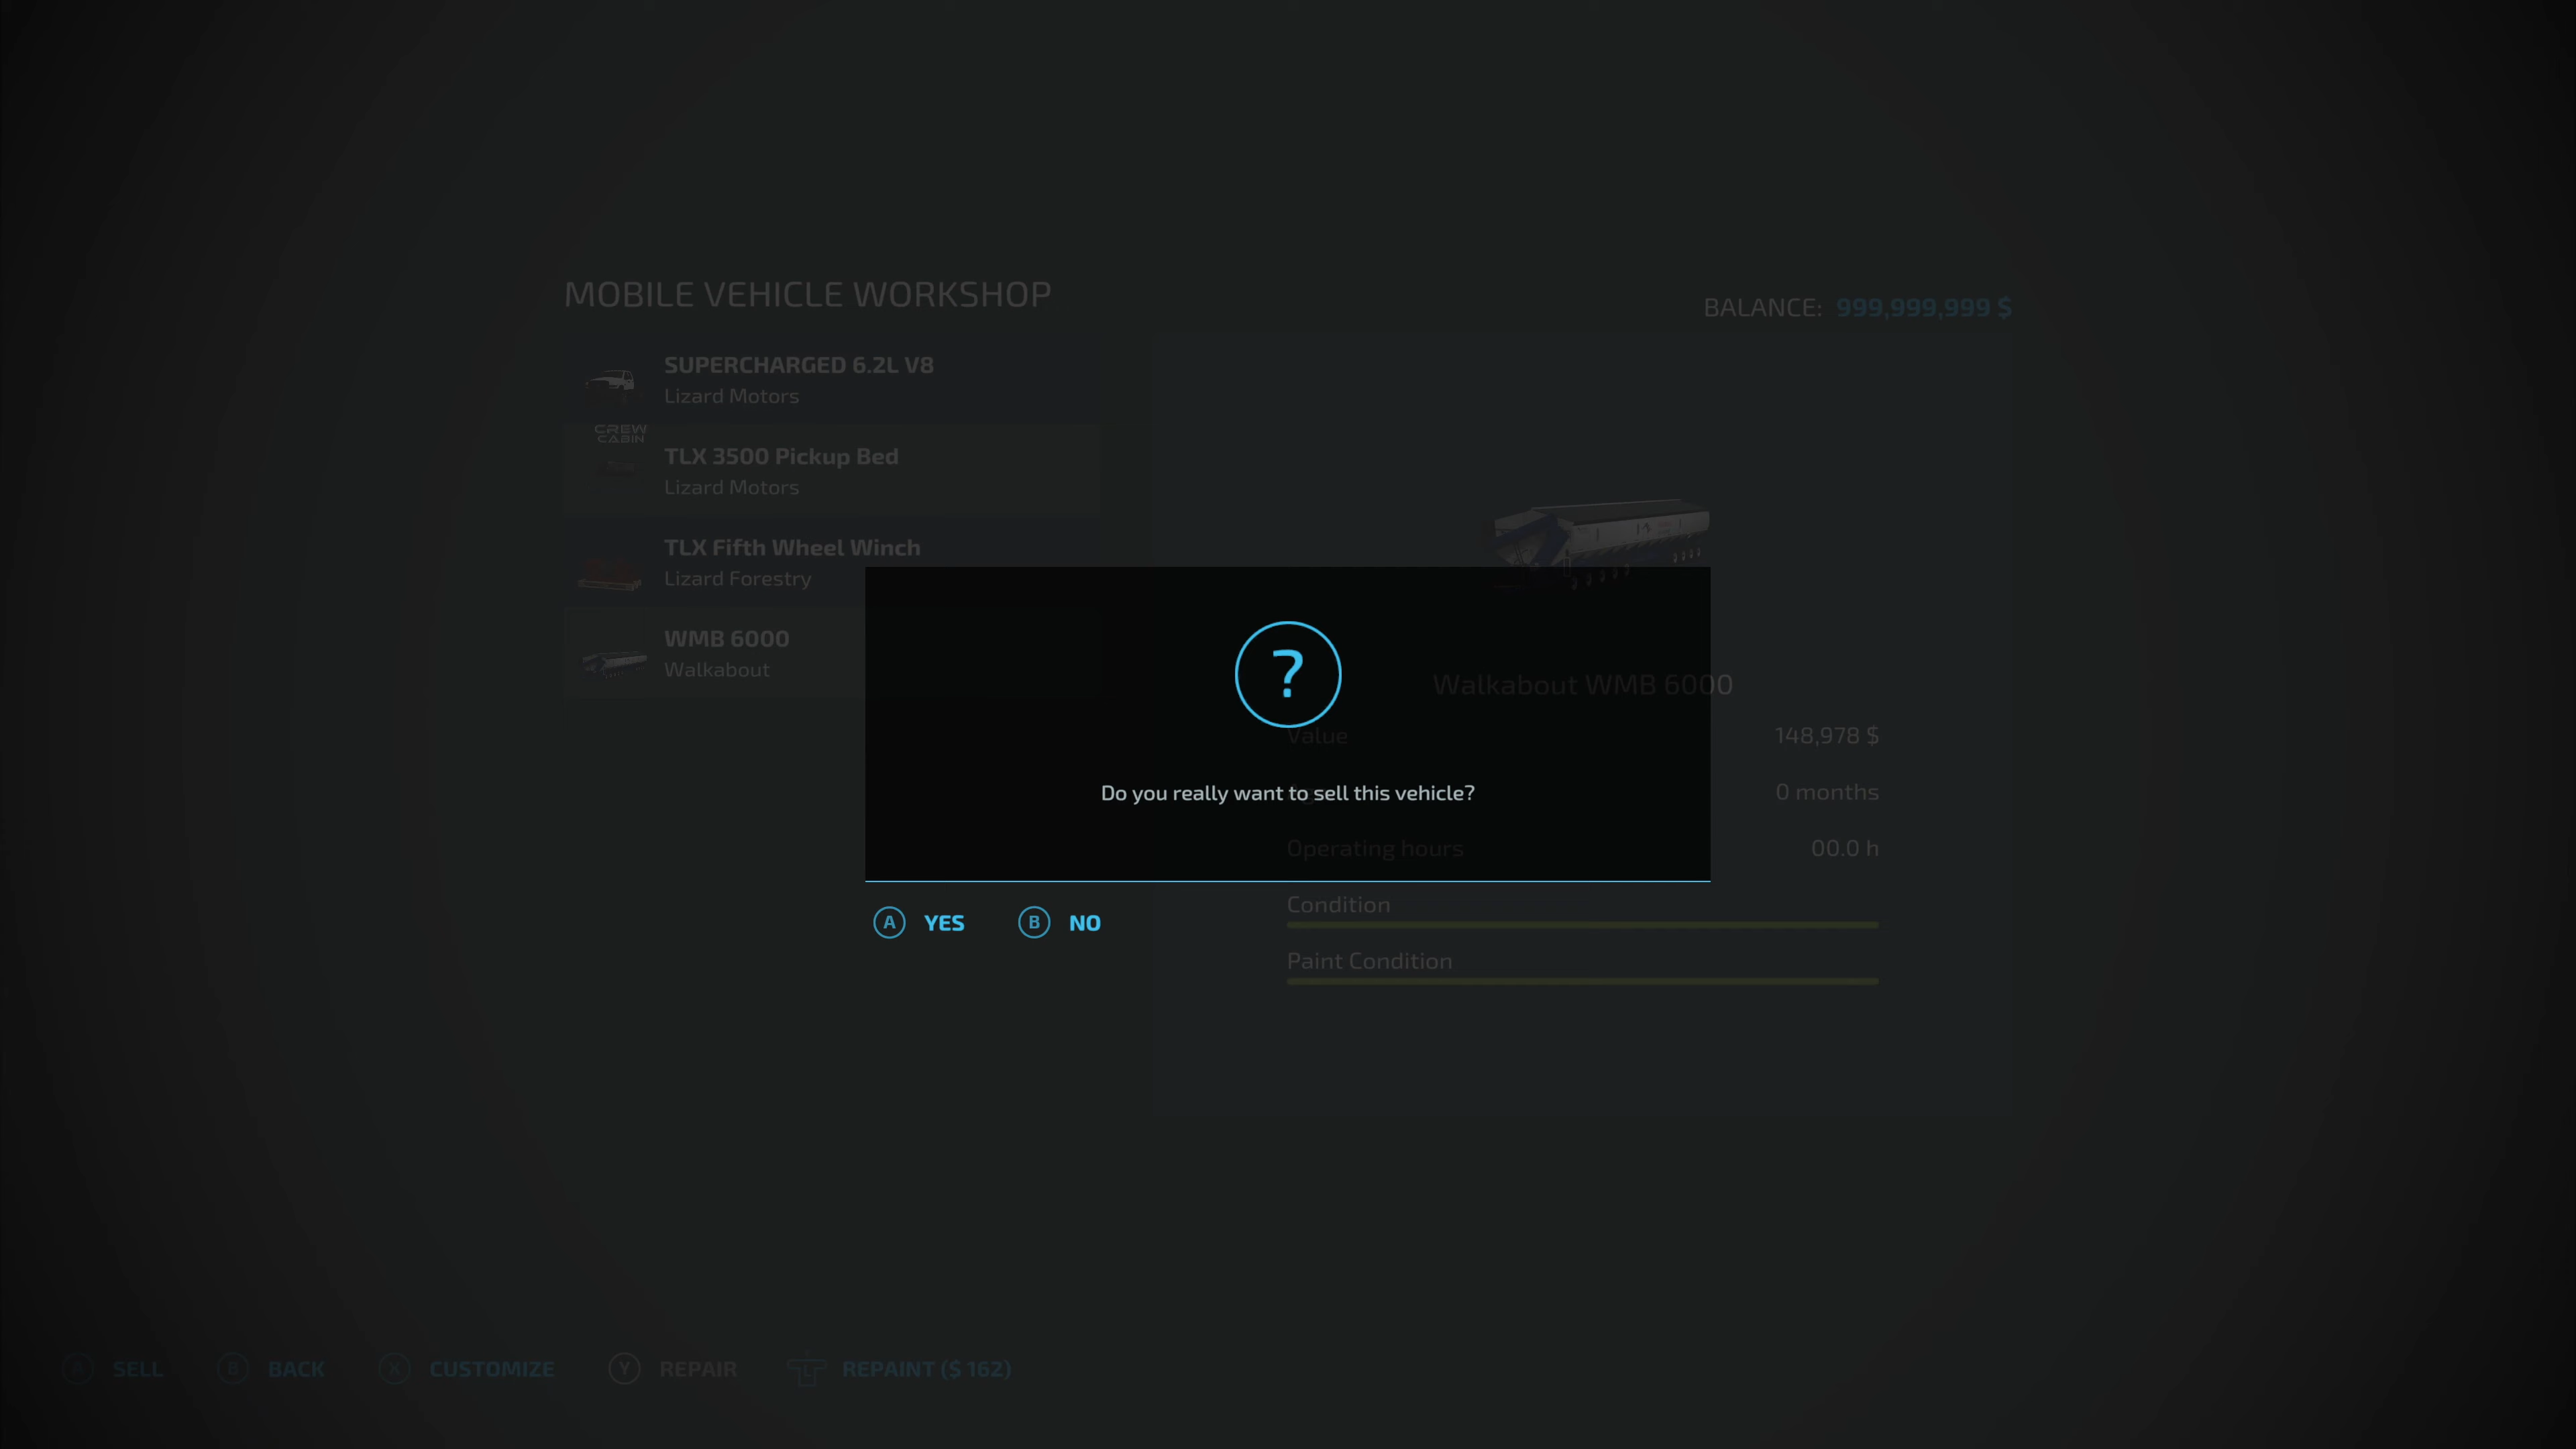 MOBILE VEHICLE WORKSHOP
BALANCE: 999,999,999 $
SUPERCHARGED 6.2L V8
Lizard Motors
CREW
CABIN
TLX 3500 Pickup Bed
Lizard Motors
TLX Fifth Wheel Winch
Lizard Forestry
WMB 6000
Walkabout
?
Walkabout WMB 6000
Value 148,978 $
Do you really want to sell this vehicle?
0 months
Operating hours 00.0 h
A YES B NO
Condition
Paint Condition
SELL B BACK X CUSTOMIZE Y REPAIR L REPAINT ($ 162)